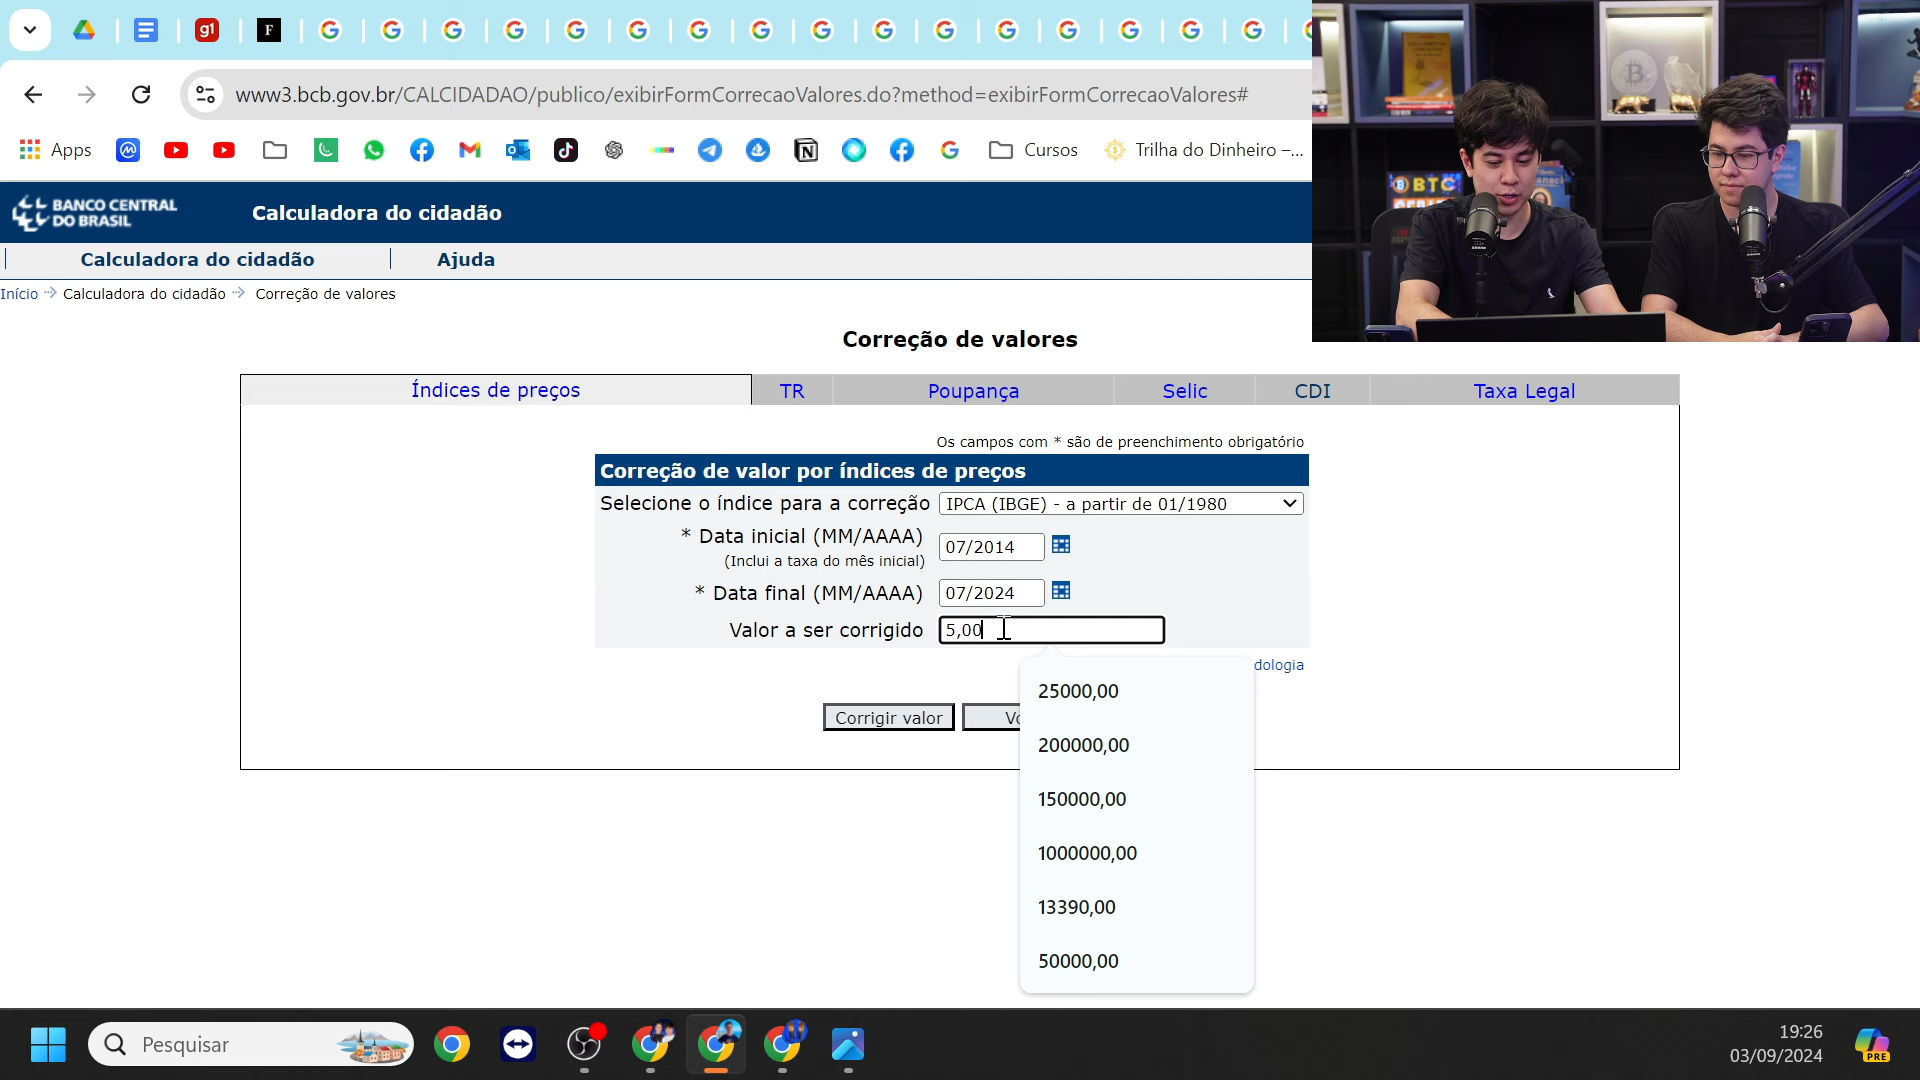 g1
F
www3.bcb.gov.br/CALCIDADAO/publico/exibirFormCorrecaoValores.do?method=exibirFormCorrecaoValores#
Apps
Cursos
Trilha do Dinheiro –...
BANCO CENTRAL
DO BRASIL
Calculadora do cidadão
Calculadora do cidadão
Ajuda
Início
Calculadora do cidadão
Correção de valores
BTC
Correção de valores
Índices de preços
TR
Poupança
Selic
CDI
Taxa Legal
Os campos com * são de preenchimento obrigatório
Correção de valor por índices de preços
Selecione o índice para a correção
IPCA (IBGE) - a partir de 01/1980
* Data inicial (MM/AAAA)
(Inclui a taxa do mês inicial)
07/2014
* Data final (MM/AAAA)
07/2024
Valor a ser corrigido
5,00
dologia
Corrigir valor
Vo
25000,00
200000,00
150000,00
1000000,00
13390,00
50000,00
Pesquisar
19:26
03/09/2024
PRE